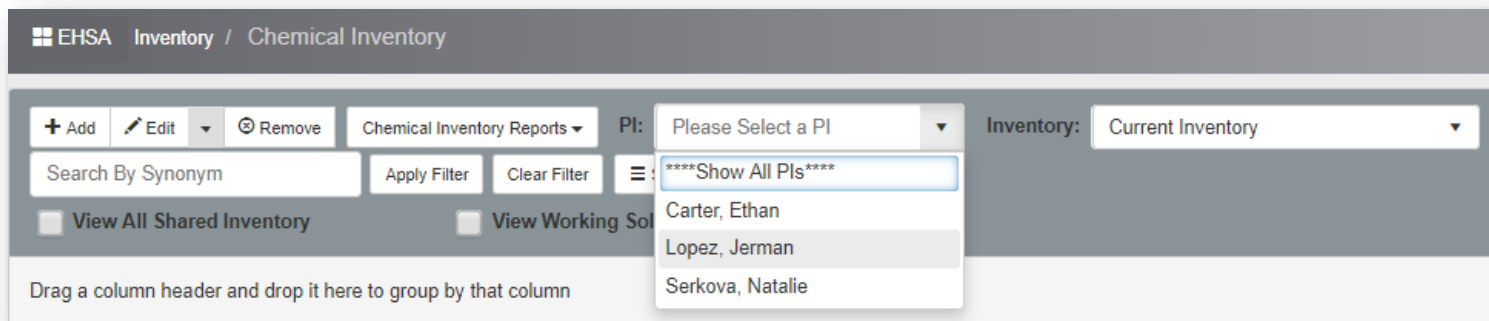 EHSA Inventory / Chemical Inventory
Add Edit Remove Chemical Inventory Reports PI: Please Select a PI Inventory: Current Inventory
Search By Synonym Apply Filter Clear Filter
****Show All PIs****
Carter, Ethan
View All Shared Inventory View Working
Lopez, Jerman
Serkova, Natalie
Drag a column header and drop it here to group by that column